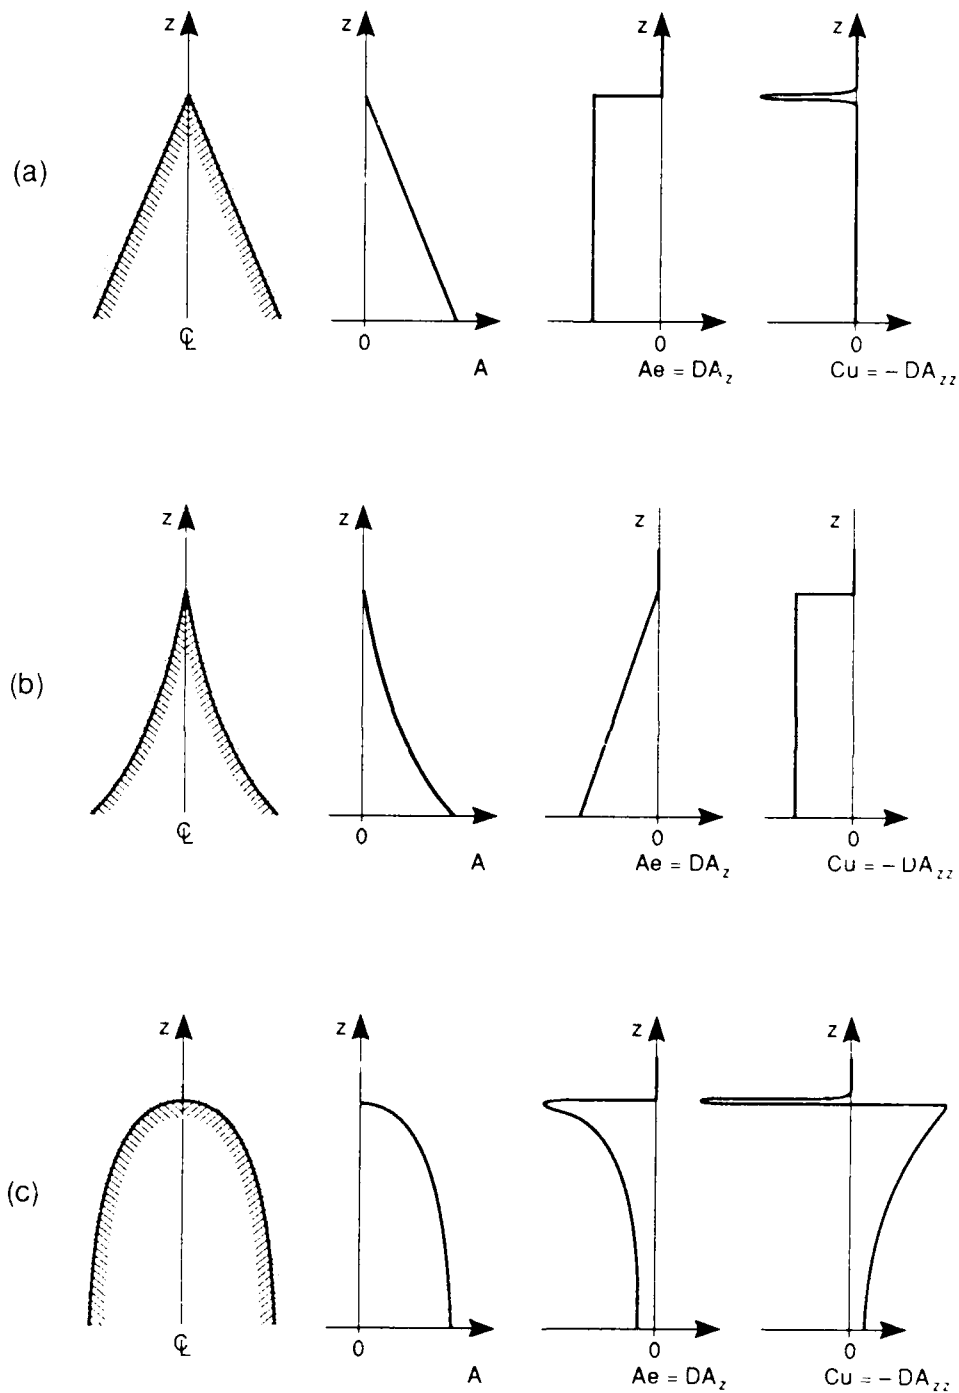 z z z z
(a)
℄
0 0 0
A Ae = DA_z Cu = − DA_zz
z z z z
(b)
℄
0 0 0
A Ae = DA_z Cu = − DA_zz
z z z z
(c)
℄
0 0 0
A Ae = DA_z Cu = − DA_zz